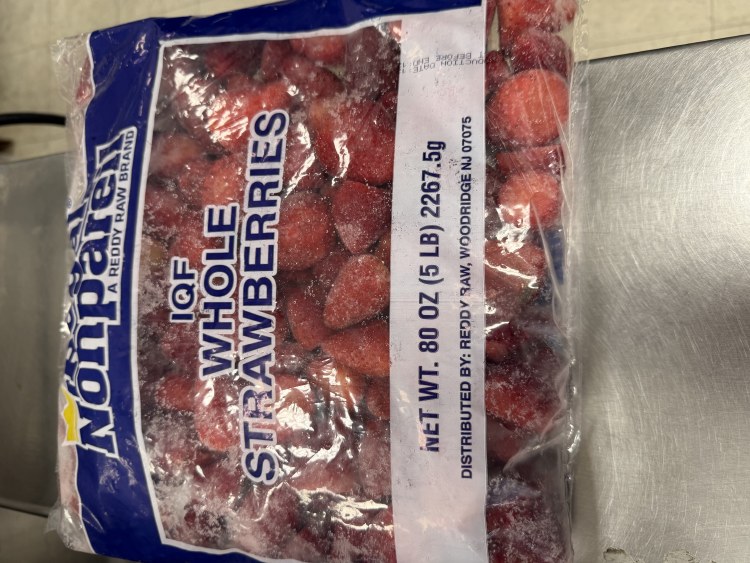 Nonpareil
A REDDY RAW BRAND
IQF
WHOLE
STRAWBERRIES
NET WT. 80 OZ (5 LB) 2267.5g
DISTRIBUTED BY: REDDY RAW, WOODRIDGE NJ 07075